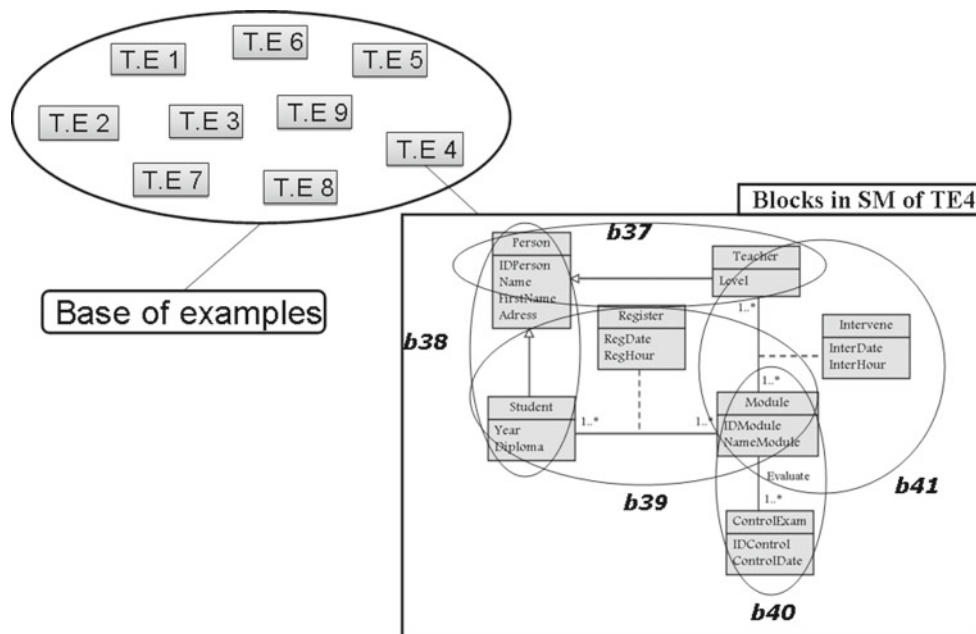 T.E 1
T.E 6
T.E 5
T.E 2
T.E 3
T.E 9
T.E 4
T.E 7
T.E 8
Base of examples
Blocks in SM of TE4
b37
Person
IDPerson
Name
FirstName
Adress
Teacher
Level
b38
Register
RegDate
RegHour
1..*
Intervene
InterDate
InterHour
1..*
Student
Year
Diploma
1..*
1..*
Module
IDModule
NameModule
b39
Evaluate
b41
1..*
ControlExam
IDControl
ControlDate
b40